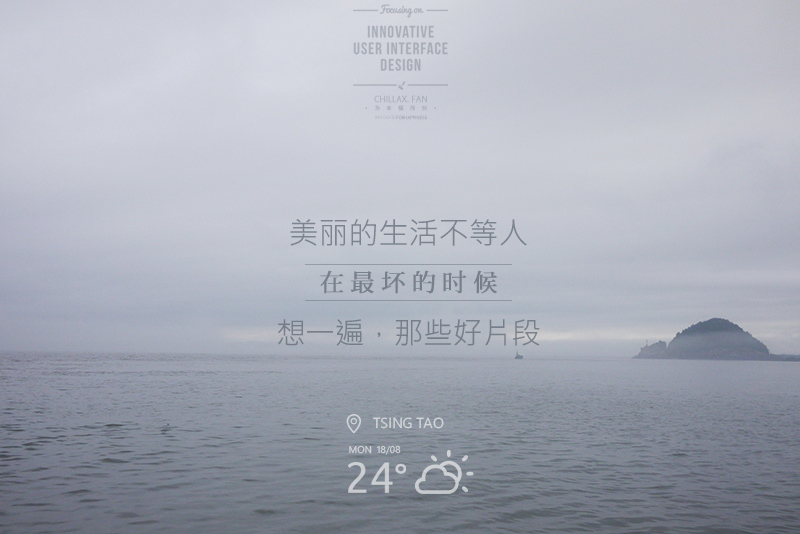 Focusing on
INNOVATIVE
USER INTERFACE
DESIGN
CHILLAX. FAN
美丽的生活不等人
在最坏的时候
想一遍，那些好片段
TSING TAO
MON 18/08
24°